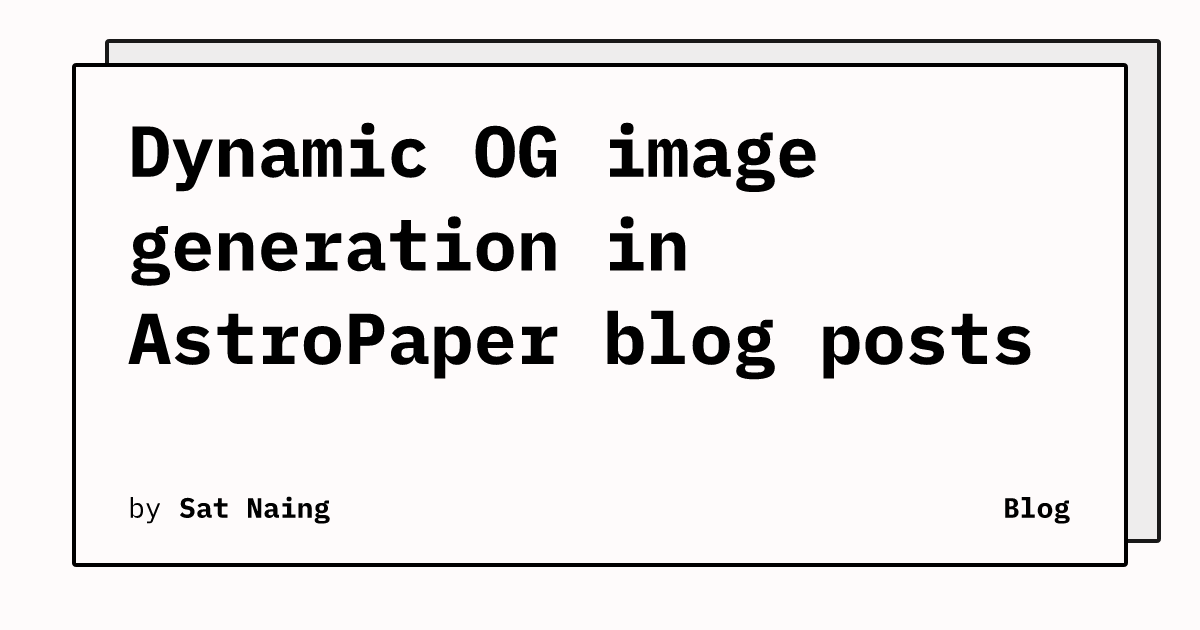 Dynamic OG image
generation in
AstroPaper blog posts
by Sat Naing
Blog